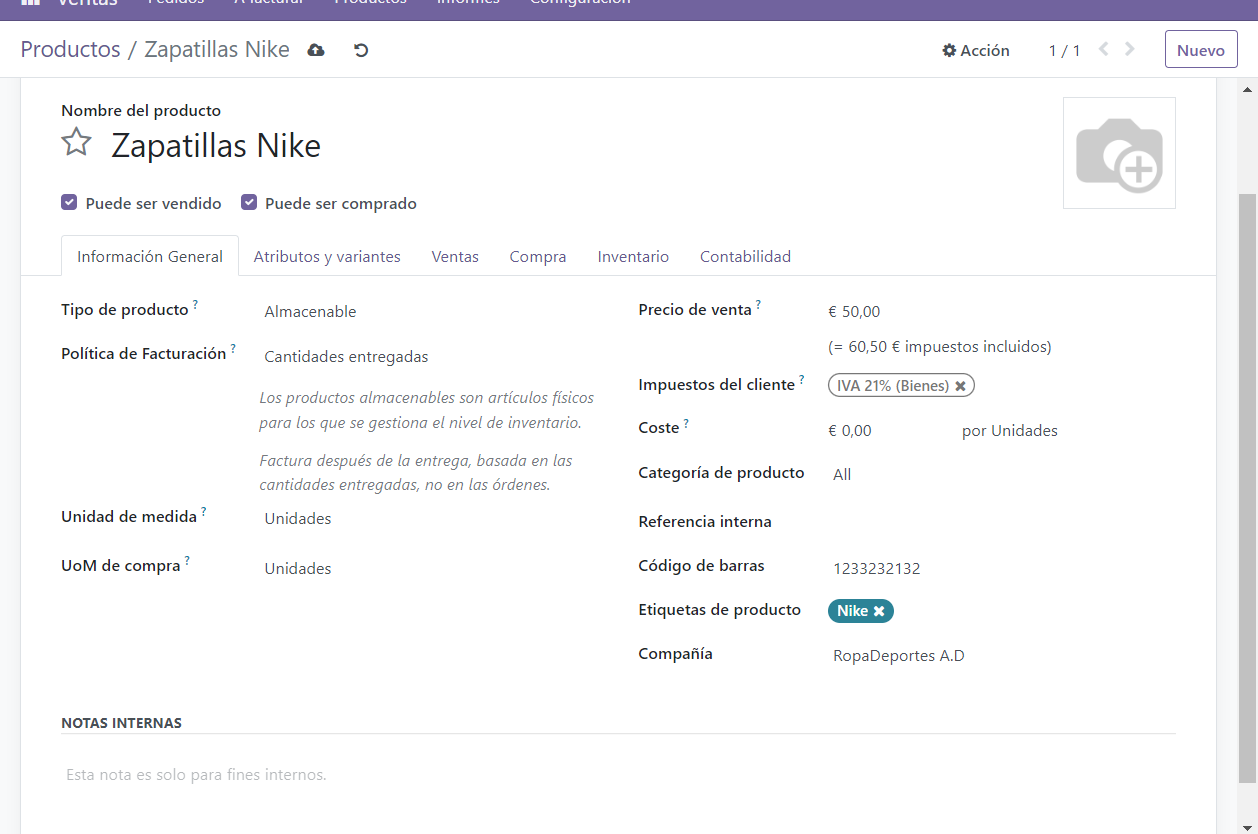 Ventas Pedidos A facturar Productos Informes Configuración
Productos / Zapatillas Nike Acción 1 / 1 Nuevo
Nombre del producto
Zapatillas Nike
Puede ser vendido Puede ser comprado
Información General Atributos y variantes Ventas Compra Inventario Contabilidad
Tipo de producto ? Almacenable
Política de Facturación ? Cantidades entregadas
Los productos almacenables son artículos físicos
para los que se gestiona el nivel de inventario.
Factura después de la entrega, basada en las
cantidades entregadas, no en las órdenes.
Unidad de medida ? Unidades
UoM de compra ? Unidades
Precio de venta ? € 50,00
(= 60,50 € impuestos incluidos)
Impuestos del cliente ? IVA 21% (Bienes)
Coste ? € 0,00 por Unidades
Categoría de producto All
Referencia interna
Código de barras 1233232132
Etiquetas de producto Nike
Compañía RopaDeportes A.D
NOTAS INTERNAS
Esta nota es solo para fines internos.